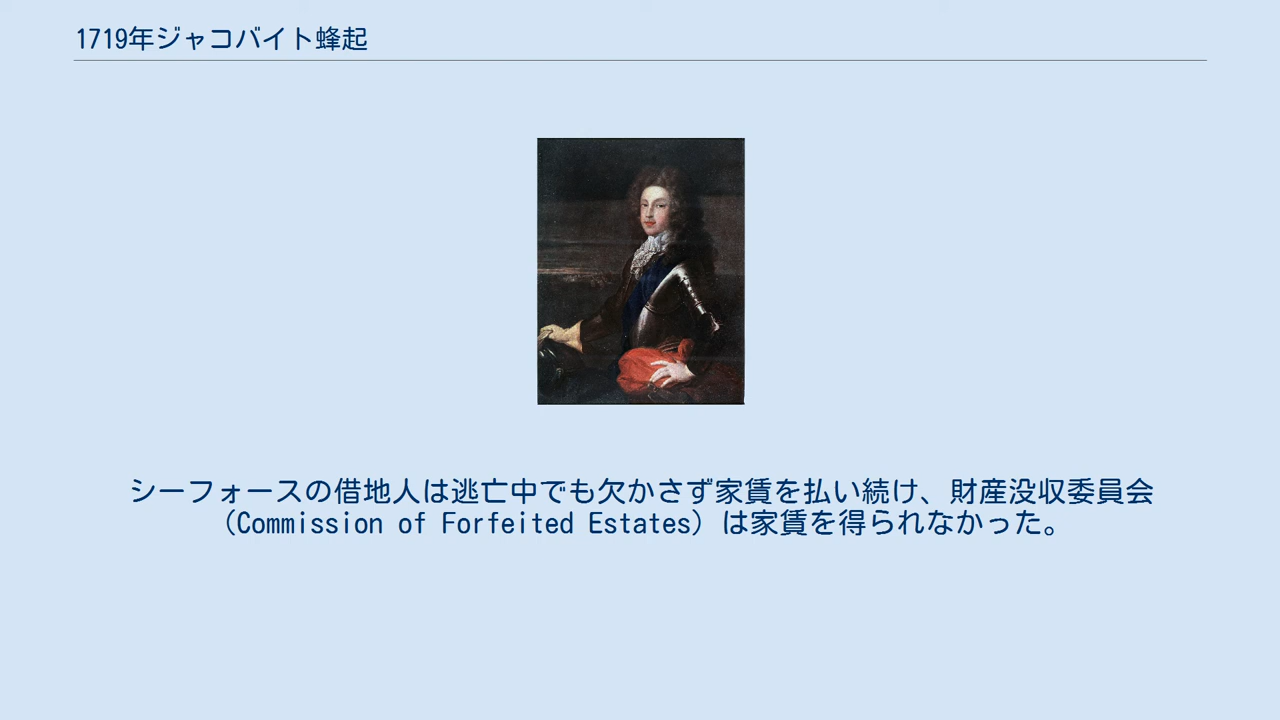 1719年ジャコバイト蜂起
シーフォースの借地人は逃亡中でも欠かさず家賃を払い続け、財産没収委員会
（Commission of Forfeited Estates）は家賃を得られなかった。